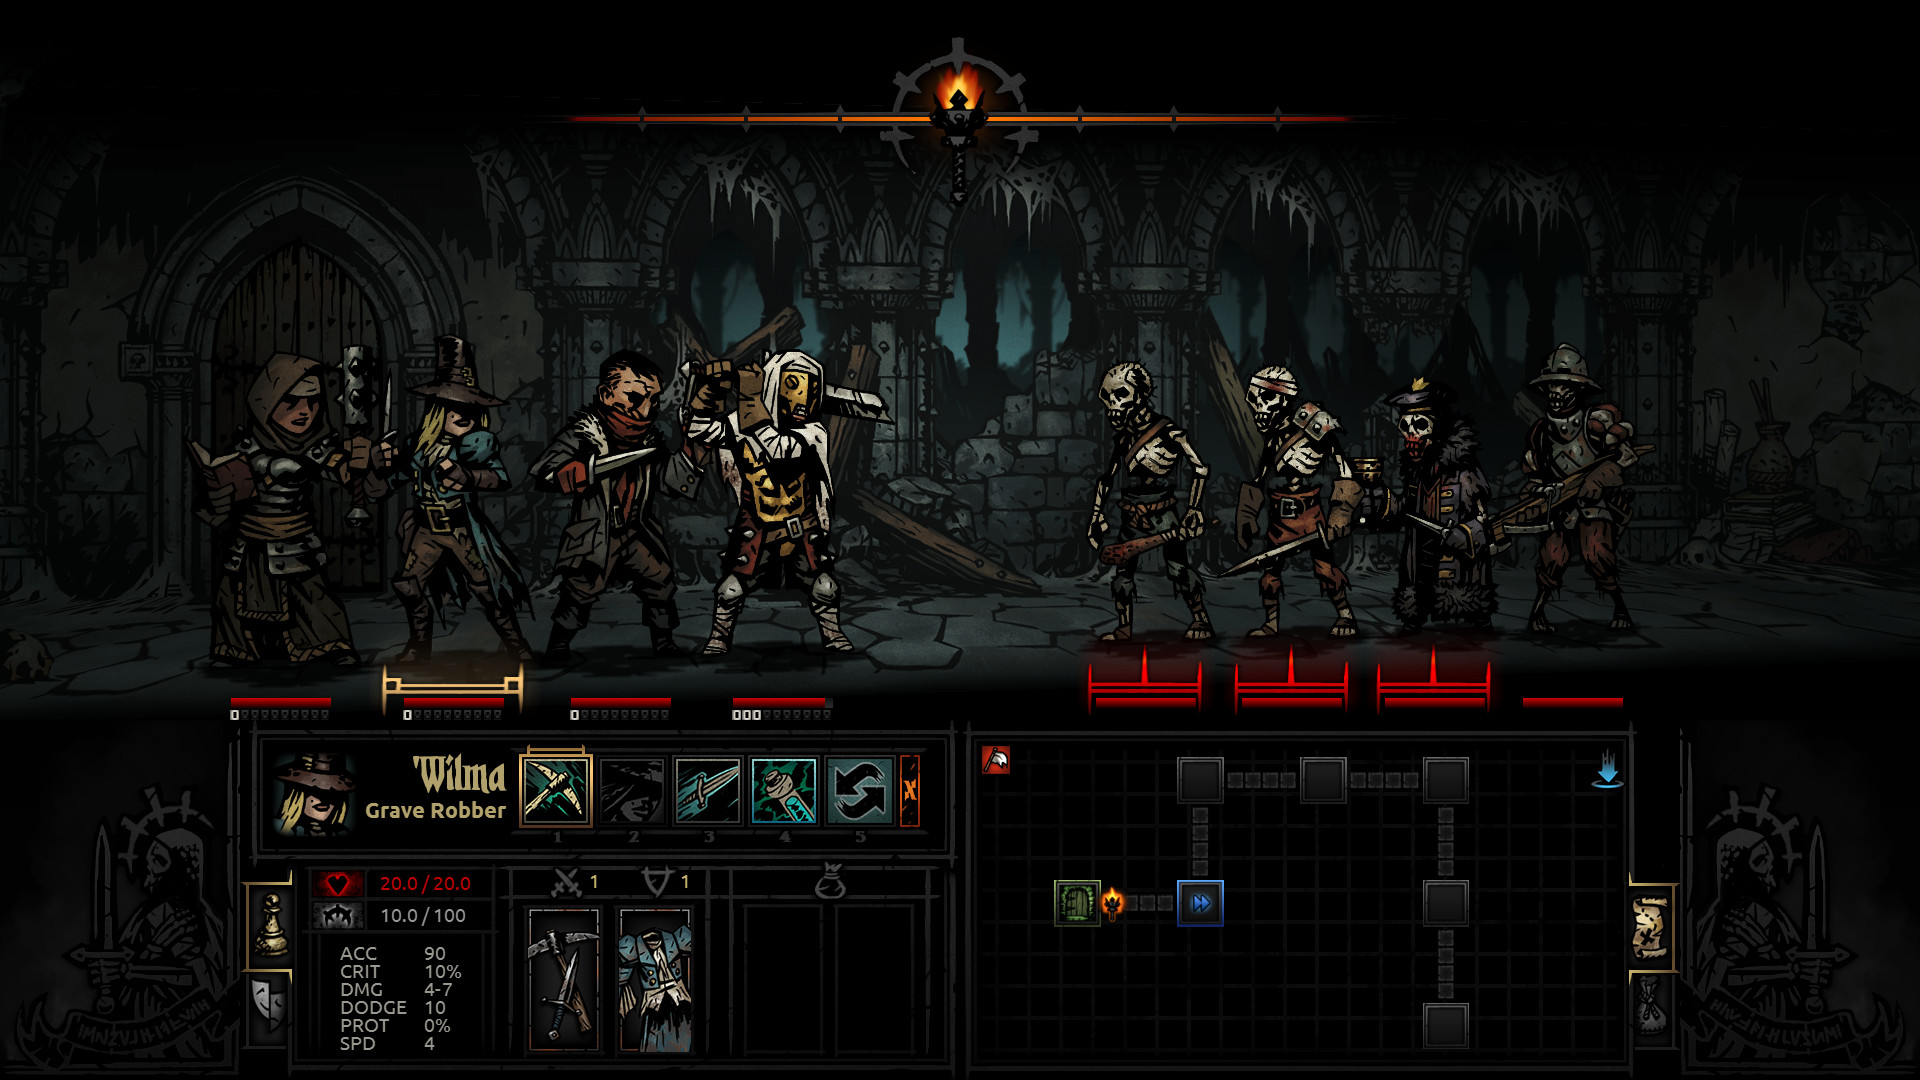 Wilma
Grave Robber
1 2 3 4 5
20.0 / 20.0
10.0 / 100
1
1
ACC 90
CRIT 10%
DMG 4-7
DODGE 10
PROT 0%
SPD 4